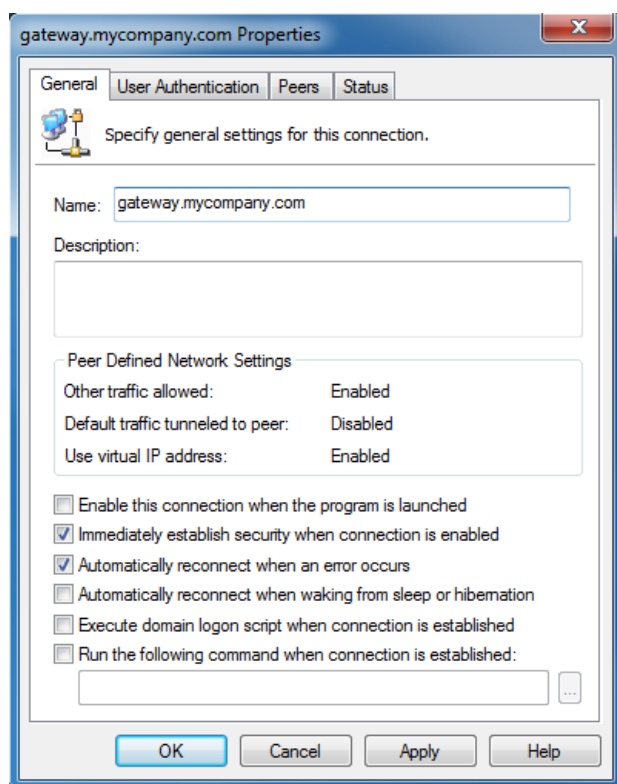 gateway.mycompany.com Properties
General User Authentication Peers Status
Specify general settings for this connection.
Name: gateway.mycompany.com
Description:
Peer Defined Network Settings
Other traffic allowed: Enabled
Default traffic tunneled to peer: Disabled
Use virtual IP address: Enabled
Enable this connection when the program is launched
Immediately establish security when connection is enabled
Automatically reconnect when an error occurs
Automatically reconnect when waking from sleep or hibernation
Execute domain logon script when connection is established
Run the following command when connection is established:
...
OK Cancel Apply Help